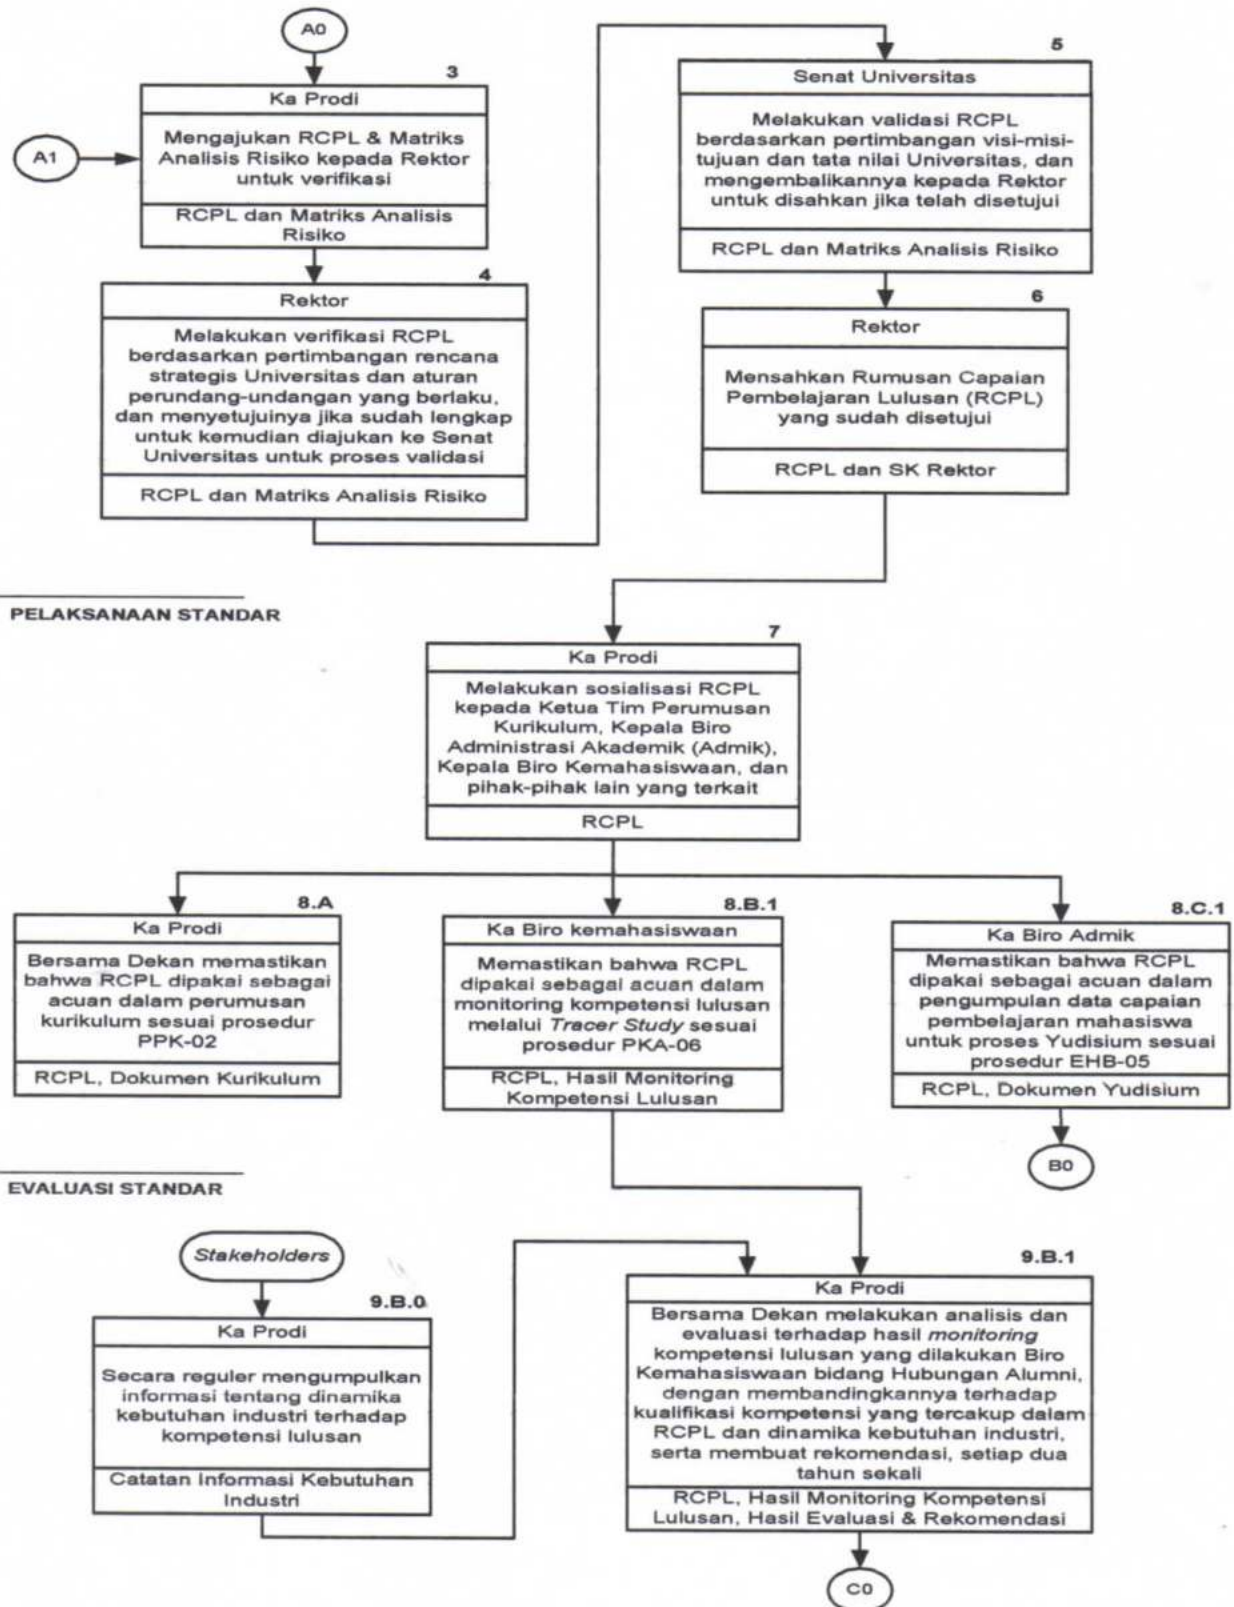 A0
3
Ka Prodi
A1
Mengajukan RCPL & Matriks
Analisis Risiko kepada Rektor
untuk verifikasi
RCPL dan Matriks Analisis
Risiko
4
Rektor
Melakukan verifikasi RCPL
berdasarkan pertimbangan rencana
strategis Universitas dan aturan
perundang-undangan yang berlaku,
dan menyetujuinya jika sudah lengkap
untuk kemudian diajukan ke Senat
Universitas untuk proses validasi
RCPL dan Matriks Analisis Risiko
5
Senat Universitas
Melakukan validasi RCPL
berdasarkan pertimbangan visi-misi-
tujuan dan tata nilai Universitas, dan
mengembalikannya kepada Rektor
untuk disahkan jika telah disetujui
RCPL dan Matriks Analisis Risiko
6
Rektor
Mensahkan Rumusan Capaian
Pembelajaran Lulusan (RCPL)
yang sudah disetujui
RCPL dan SK Rektor
PELAKSANAAN STANDAR
7
Ka Prodi
Melakukan sosialisasi RCPL
kepada Ketua Tim Perumusan
Kurikulum, Kepala Biro
Administrasi Akademik (Admik),
Kepala Biro Kemahasiswaan, dan
pihak-pihak lain yang terkait
RCPL
8.A
Ka Prodi
Bersama Dekan memastikan
bahwa RCPL dipakai sebagai
acuan dalam perumusan
kurikulum sesuai prosedur
PPK-02
RCPL, Dokumen Kurikulum
8.B.1
Ka Biro kemahasiswaan
Memastikan bahwa RCPL
dipakai sebagai acuan dalam
monitoring kompetensi lulusan
melalui Tracer Study sesuai
prosedur PKA-06
RCPL, Hasil Monitoring
Kompetensi Lulusan
8.C.1
Ka Biro Admik
Memastikan bahwa RCPL
dipakai sebagai acuan dalam
pengumpulan data capaian
pembelajaran mahasiswa
untuk proses Yudisium sesuai
prosedur EHB-05
RCPL, Dokumen Yudisium
B0
EVALUASI STANDAR
Stakeholders
9.B.0
Ka Prodi
Secara reguler mengumpulkan
informasi tentang dinamika
kebutuhan industri terhadap
kompetensi lulusan
Catatan Informasi Kebutuhan
Industri
9.B.1
Ka Prodi
Bersama Dekan melakukan analisis dan
evaluasi terhadap hasil monitoring
kompetensi lulusan yang dilakukan Biro
Kemahasiswaan bidang Hubungan Alumni,
dengan membandingkannya terhadap
kualifikasi kompetensi yang tercakup dalam
RCPL dan dinamika kebutuhan industri,
serta membuat rekomendasi, setiap dua
tahun sekali
RCPL, Hasil Monitoring Kompetensi
Lulusan, Hasil Evaluasi & Rekomendasi
C0